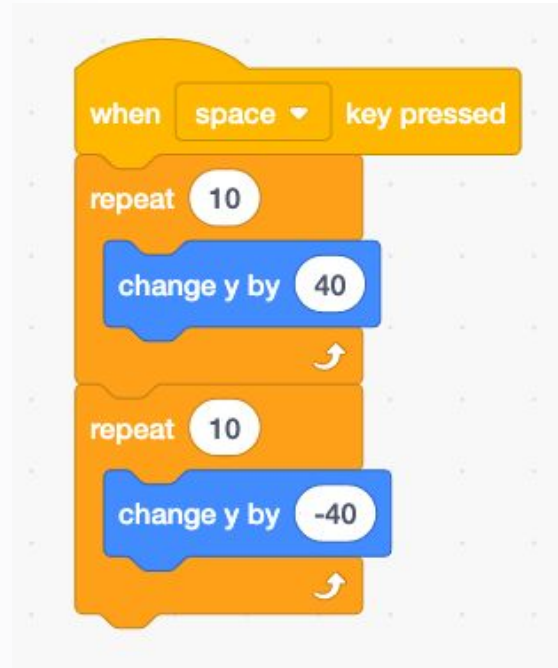 when space key pressed
repeat 10
change y by 40
repeat 10
change y by -40